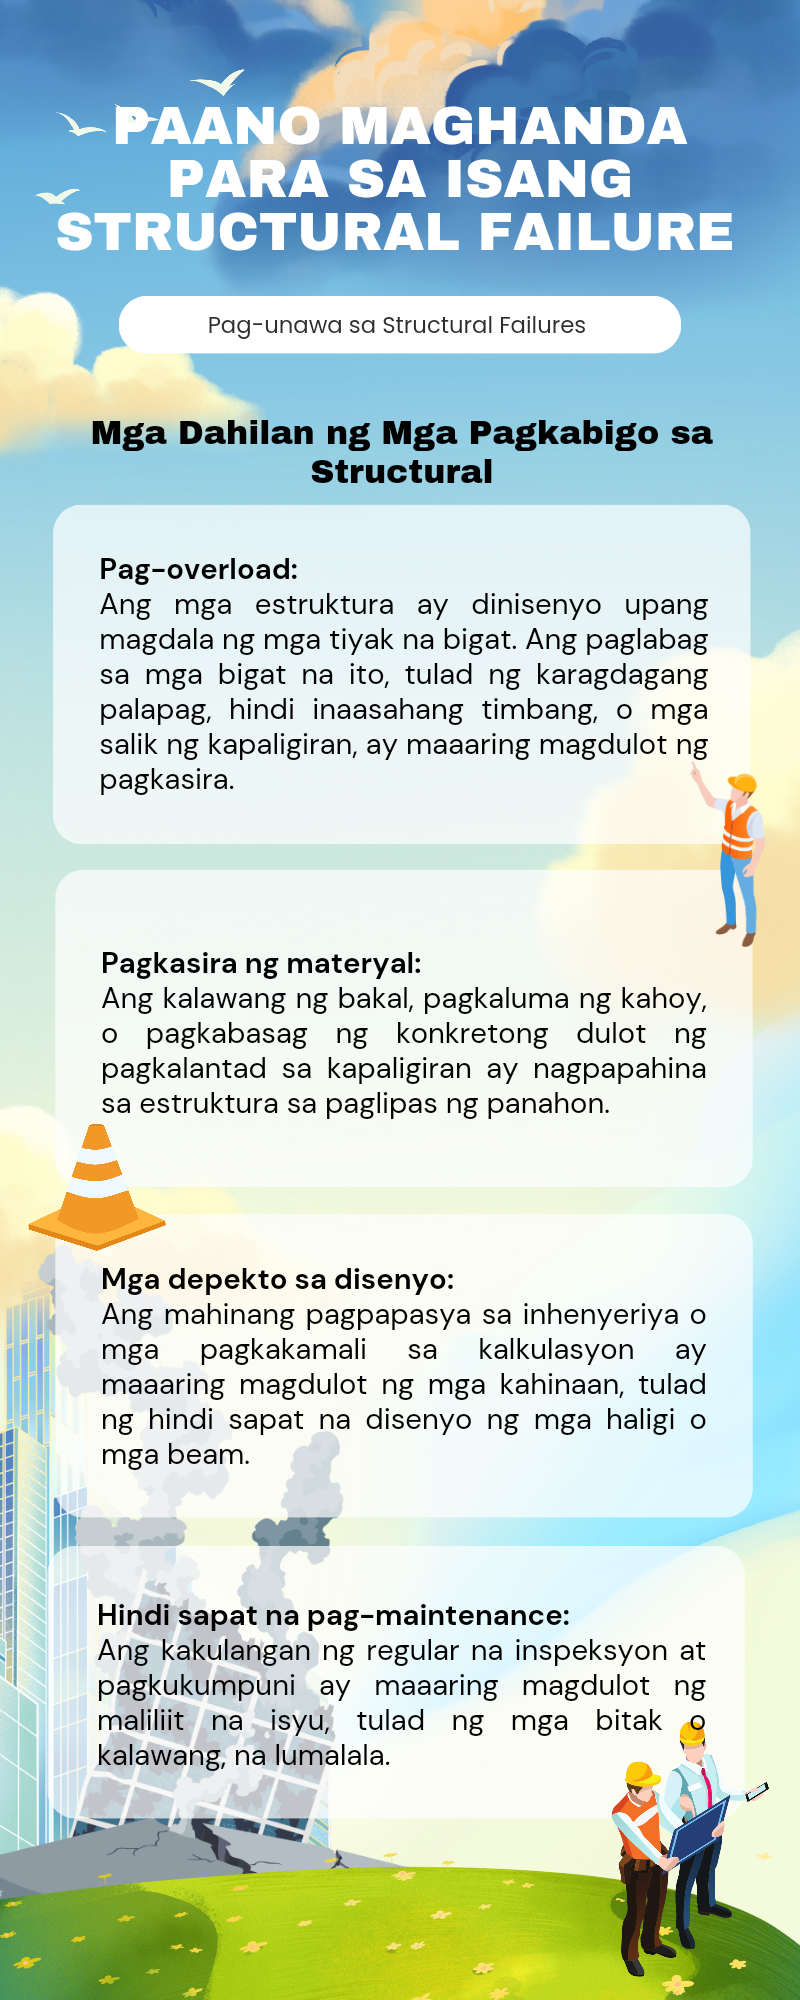 PAANO MAGHANDA
PARA SA ISANG
STRUCTURAL FAILURE
Pag-unawa sa Structural Failures
Mga Dahilan ng Mga Pagkabigo sa
Structural
Pag-overload:
Ang mga estruktura ay dinisenyo upang
magdala ng mga tiyak na bigat. Ang paglabag
sa mga bigat na ito, tulad ng karagdagang
palapag, hindi inaasahang timbang, o mga
salik ng kapaligiran, ay maaaring magdulot ng
pagkasira.
Pagkasira ng materyal:
Ang kalawang ng bakal, pagkaluma ng kahoy,
o pagkabasag ng konkretong dulot ng
pagkalantad sa kapaligiran ay nagpapahina
sa estruktura sa paglipas ng panahon.
Mga depekto sa disenyo:
Ang mahinang pagpapasya sa inhenyeriya o
mga pagkakamali sa kalkulasyon ay
maaaring magdulot ng mga kahinaan, tulad
ng hindi sapat na disenyo ng mga haligi o
mga beam.
Hindi sapat na pag-maintenance:
Ang kakulangan ng regular na inspeksyon at
pagkukumpuni ay maaaring magdulot ng
maliliit na isyu, tulad ng mga bitak o
kalawang, na lumalala.